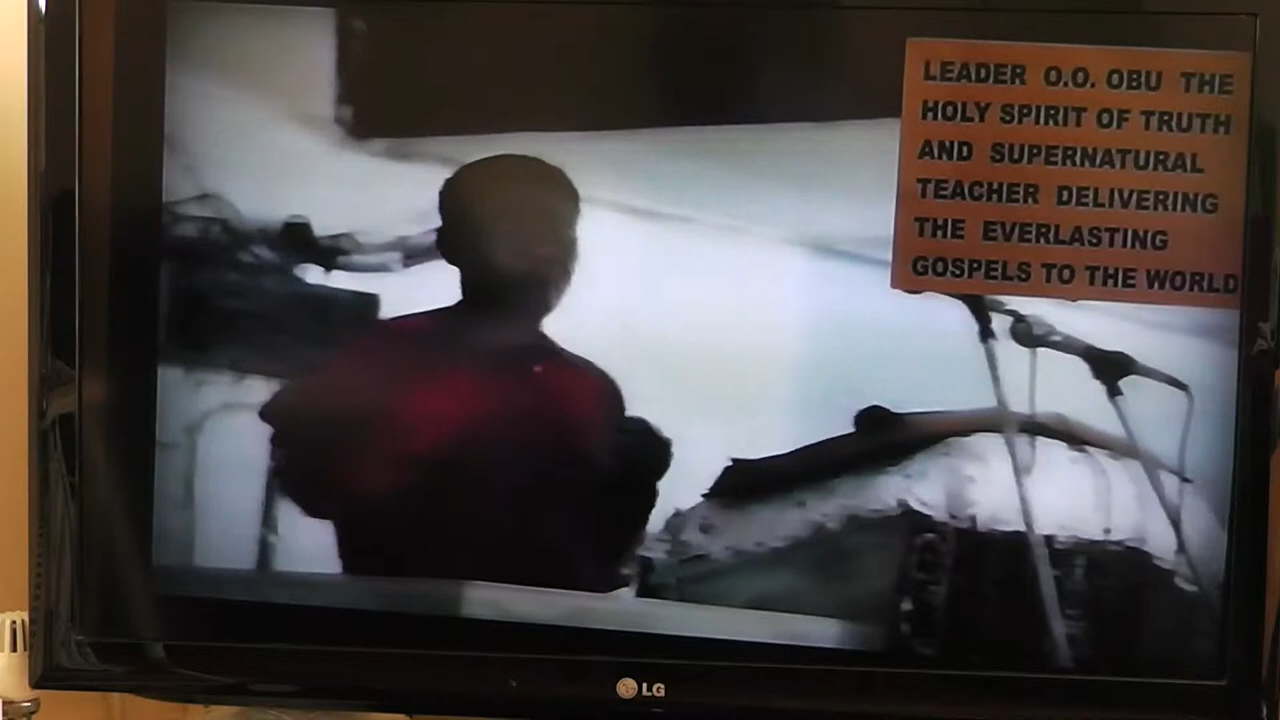 LEADER O.O. OBU THE
HOLY SPIRIT OF TRUTH
AND SUPERNATURAL
TEACHER DELIVERING
THE EVERLASTING
GOSPELS TO THE WORLD
LG